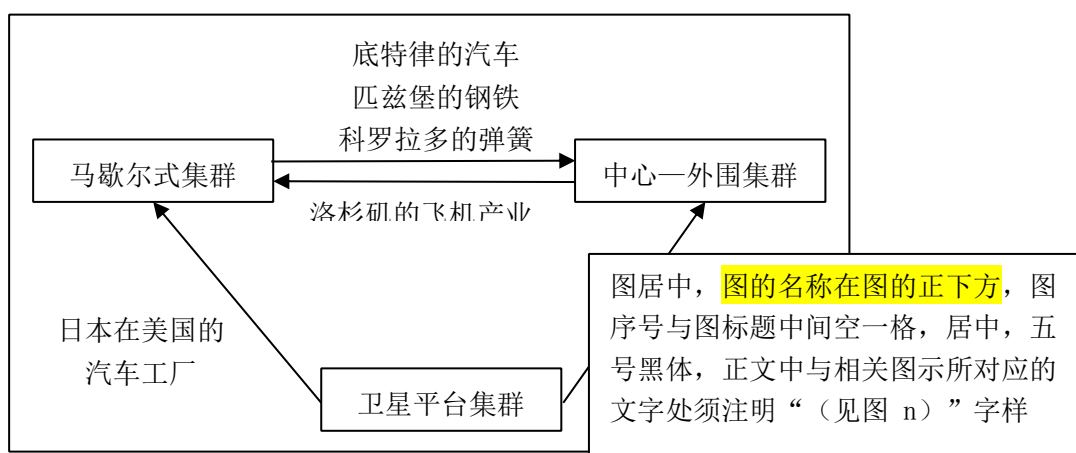 底特律的汽车
匹兹堡的钢铁
科罗拉多的弹簧
马歇尔式集群
中心—外围集群
洛杉矶的飞机产业
日本在美国的
汽车工厂
卫星平台集群
图居中，图的名称在图的正下方，图
序号与图标题中间空一格，居中，五
号黑体，正文中与相关图示所对应的
文字处须注明“（见图 n）”字样